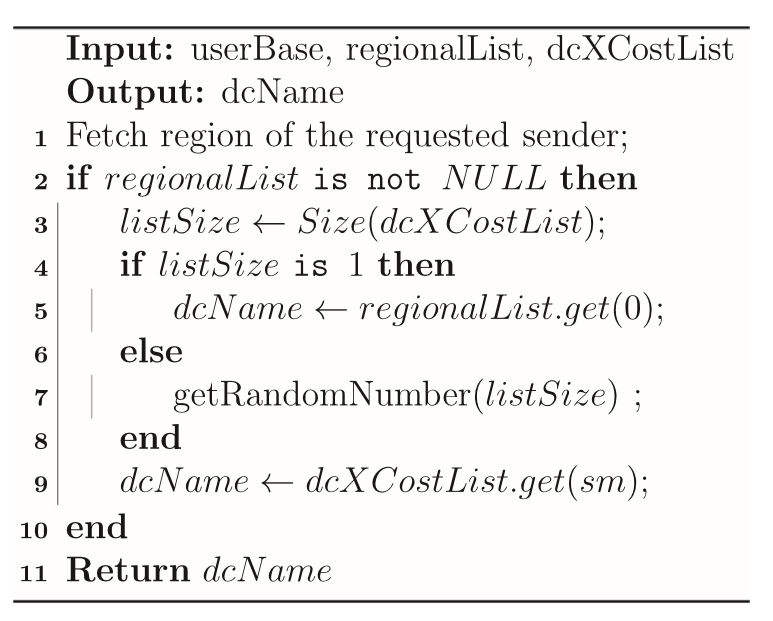 Input: userBase, regionalList, dcXCostList
Output: dcName
1 Fetch region of the requested sender;
2 if regionalList is not NULL then
3 listSize ← Size(dcXCostList);
4 if listSize is 1 then
5 dcName ← regionalList.get(0);
6 else
7 getRandomNumber(listSize) ;
8 end
9 dcName ← dcXCostList.get(sm);
10 end
11 Return dcName